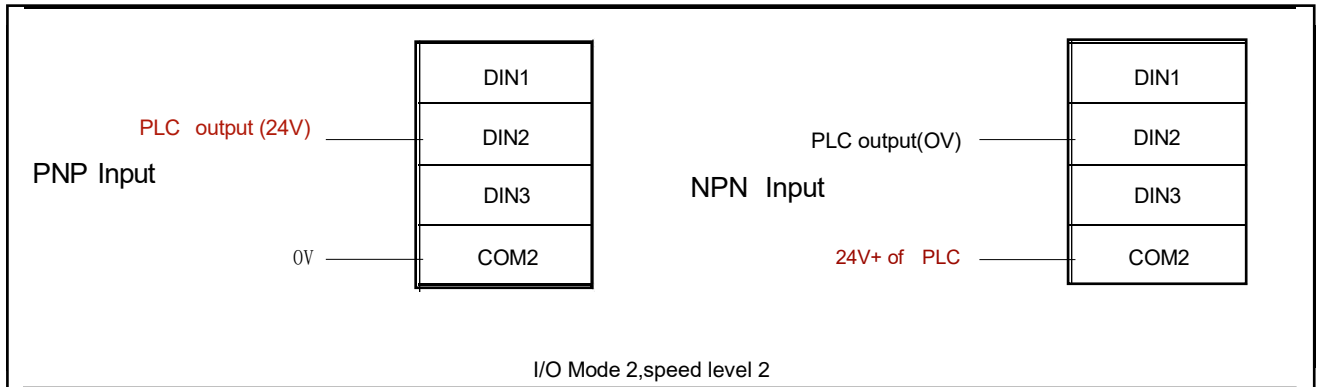 DIN1
PLC output (24V)
DIN2
PNP Input
DIN3
0V
COM2
DIN1
PLC output(OV)
DIN2
NPN Input
DIN3
24V+ of PLC
COM2
I/O Mode 2,speed level 2